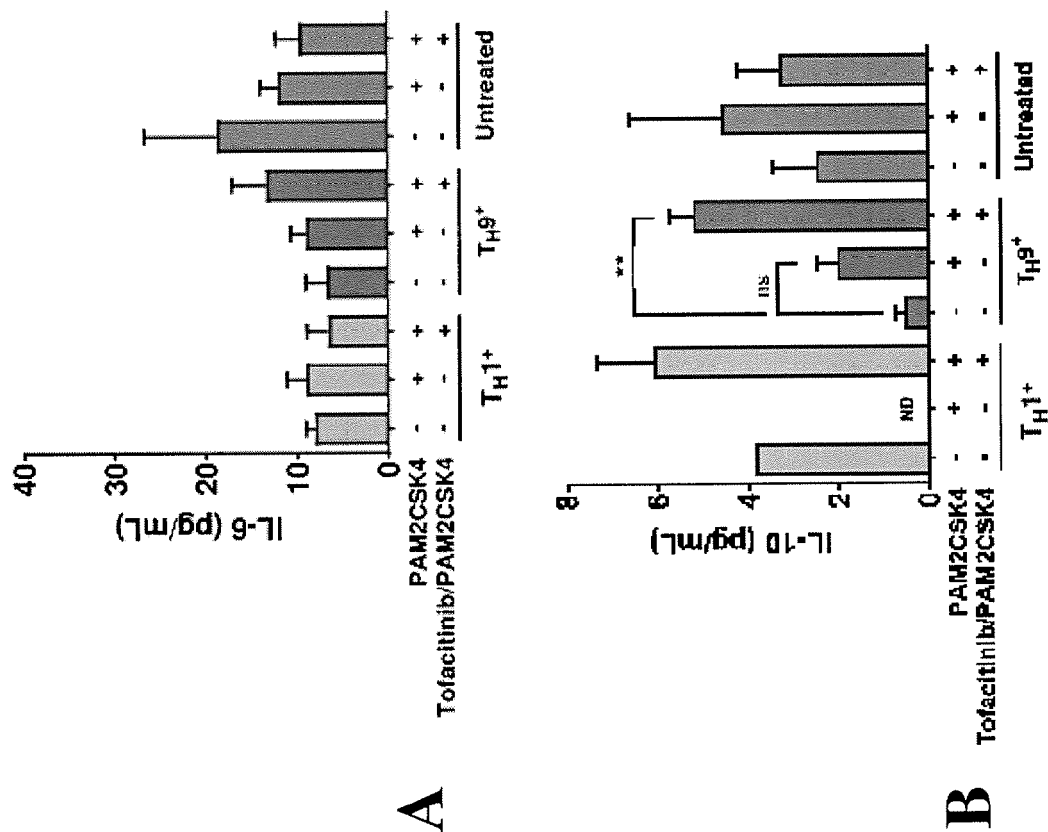 A
IL-6 (pg/mL)
40
30
20
10
0
PAM2CSK4 - + + - + + - + +
Tofacitinib/PAM2CSK4 - - + - - + - - +
TH1+ TH9+ Untreated
B
IL-10 (pg/mL)
8
6
4
2
0
**
ns
ND
PAM2CSK4 - + + - + + - + +
Tofacitinib/PAM2CSK4 - - + - - + - - +
TH1+ TH9+ Untreated